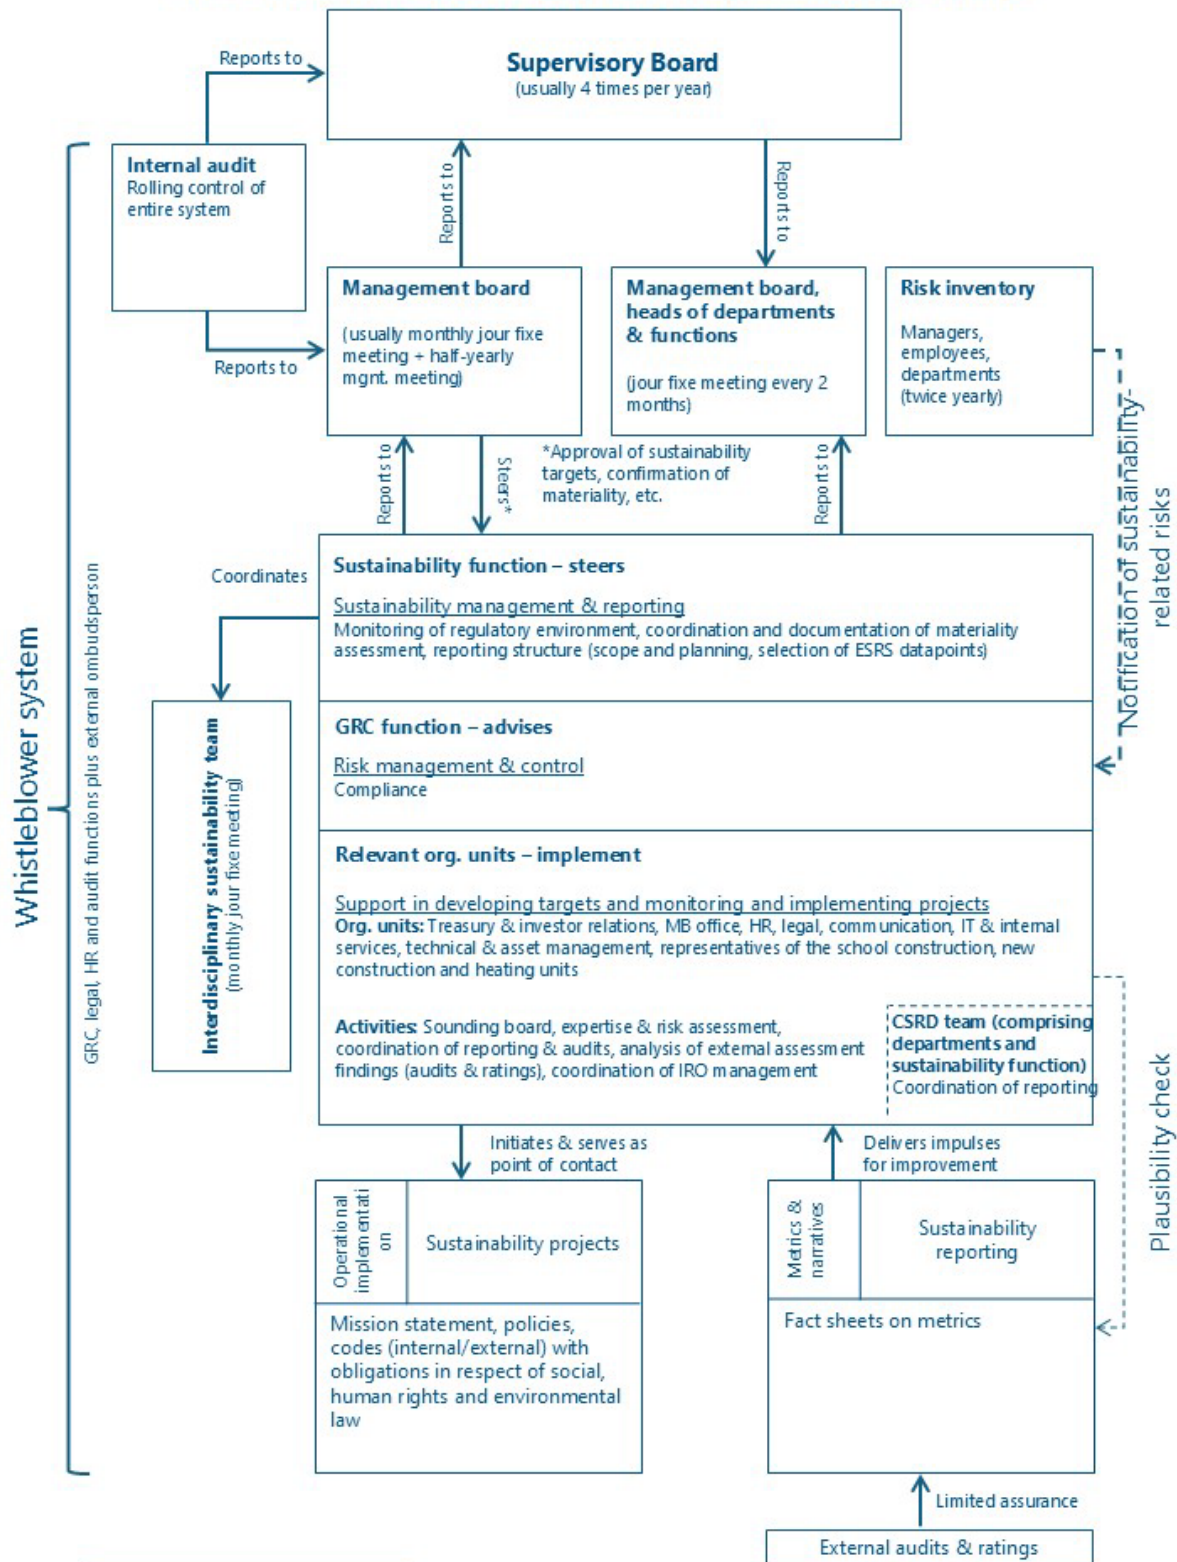 Supervisory Board
(usually 4 times per year)
Reports to
Internal audit
Rolling control of
entire system
Reports to
Reports to
Reports to
Management board
(usually monthly jour fixe
meeting + half-yearly
mgnt. meeting)
Management board,
heads of departments
& functions
(jour fixe meeting every 2
months)
Risk inventory
Managers,
employees,
departments
(twice yearly)
Reports to
Steers*
*Approval of sustainability
targets, confirmation of
materiality, etc.
Reports to
Notification of sustainability-
related risks
Coordinates
Sustainability function – steers
Sustainability management & reporting
Monitoring of regulatory environment, coordination and documentation of materiality
assessment, reporting structure (scope and planning, selection of ESRS datapoints)
GRC function – advises
Risk management & control
Compliance
Interdisciplinary sustainability team
(monthly jour fixe meeting)
Whistleblower system
GRC, legal, HR and audit functions plus external ombudsperson
Relevant org. units – implement
Support in developing targets and monitoring and implementing projects
Org. units: Treasury & investor relations, MB office, HR, legal, communication, IT & internal
services, technical & asset management, representatives of the school construction, new
construction and heating units
Activities: Sounding board, expertise & risk assessment,
coordination of reporting & audits, analysis of external assessment
findings (audits & ratings), coordination of IRO management
CSRD team (comprising
departments and
sustainability function)
Coordination of reporting
Plausibility check
Initiates & serves as
point of contact
Delivers impulses
for improvement
Operational
implementati
on
Sustainability projects
Mission statement, policies,
codes (internal/external) with
obligations in respect of social,
human rights and environmental
law
Metrics &
narratives
Sustainability
reporting
Fact sheets on metrics
Limited assurance
External audits & ratings